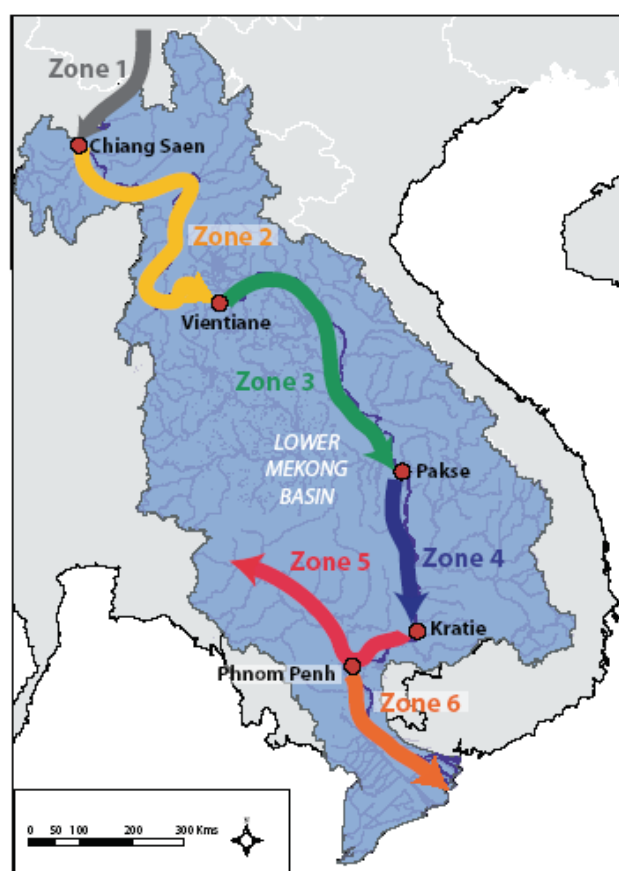 Zone 1
Chiang Saen
Zone 2
Vientiane
Zone 3
LOWER
MEKONG
BASIN
Pakse
Zone 5
Zone 4
Kratie
Phnom Penh
Zone 6
0 50 100 200 300 Kms
N